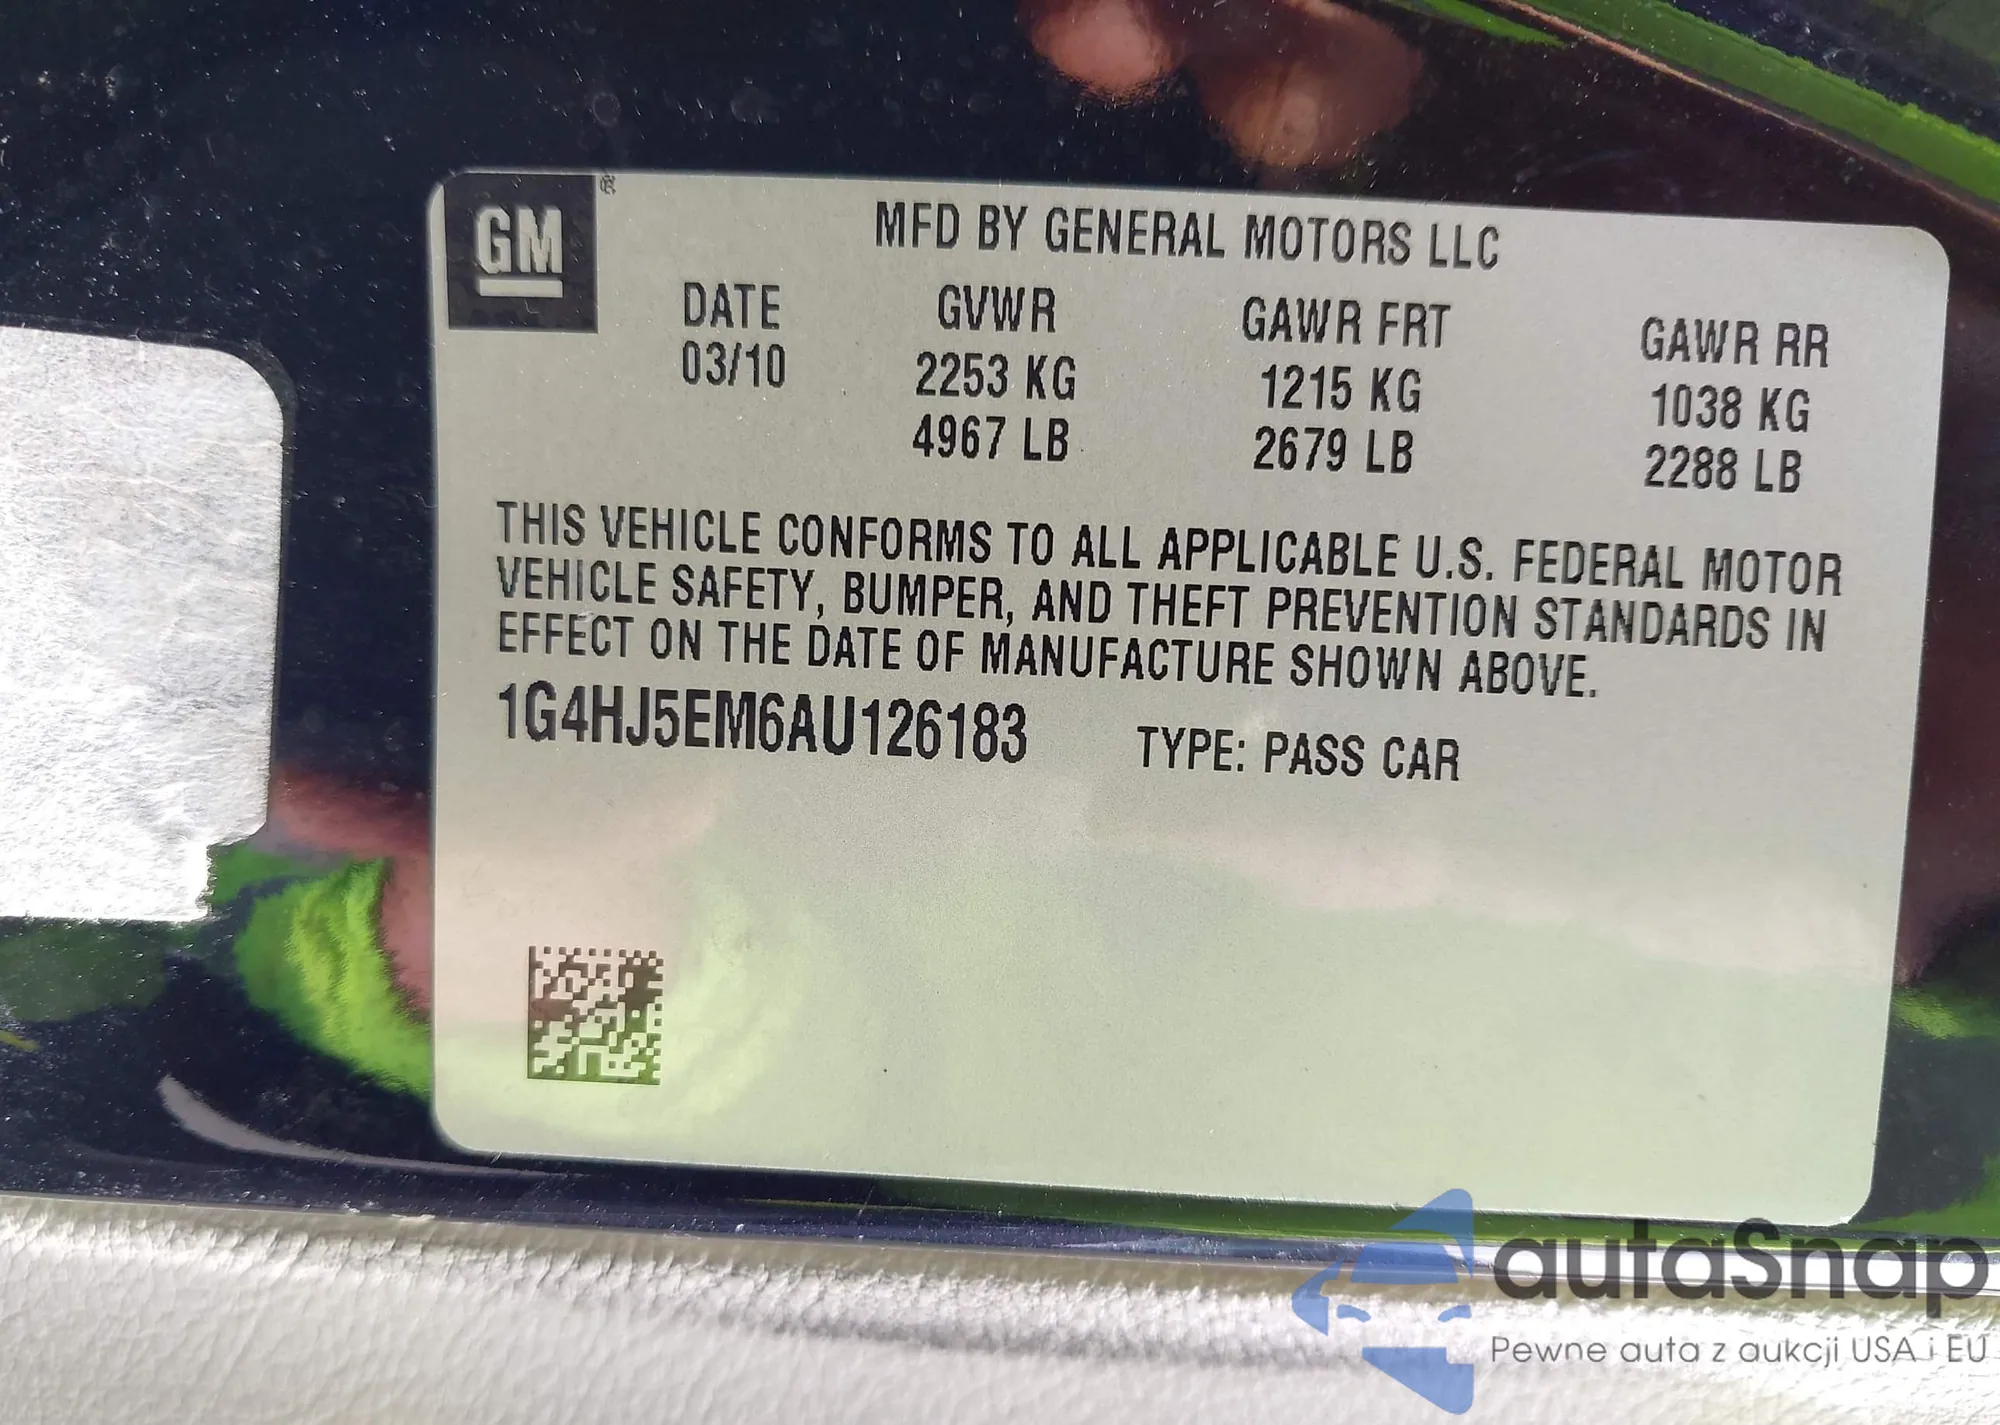 GM
MFD BY GENERAL MOTORS LLC
DATE GVWR GAWR FRT GAWR RR
03/10 2253 KG 1215 KG 1038 KG
4967 LB 2679 LB 2288 LB
THIS VEHICLE CONFORMS TO ALL APPLICABLE U.S. FEDERAL MOTOR
VEHICLE SAFETY, BUMPER, AND THEFT PREVENTION STANDARDS IN
EFFECT ON THE DATE OF MANUFACTURE SHOWN ABOVE.
1G4HJ5EM6AU126183 TYPE: PASS CAR
autaSnap
Pewne auta z aukcji USA i EU